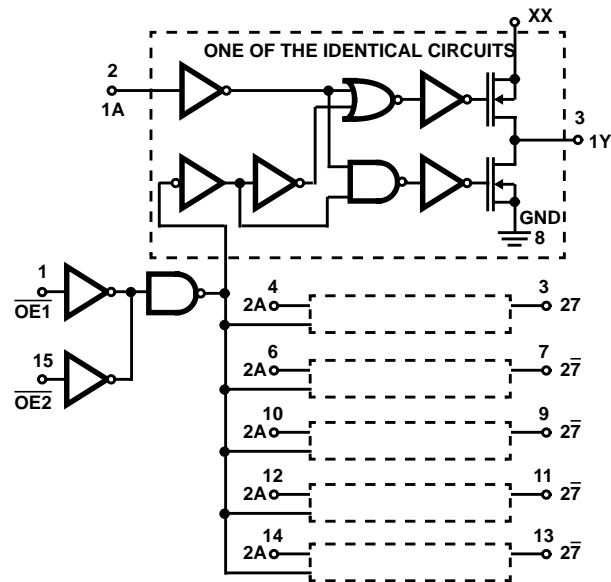 XX
ONE OF THE IDENTICAL CIRCUITS
2
1A
3
1Y
GND
8
1
OE1
15
OE2
4
2A
3
27
6
2A
7
27
10
2A
9
27
12
2A
11
27
14
2A
13
27